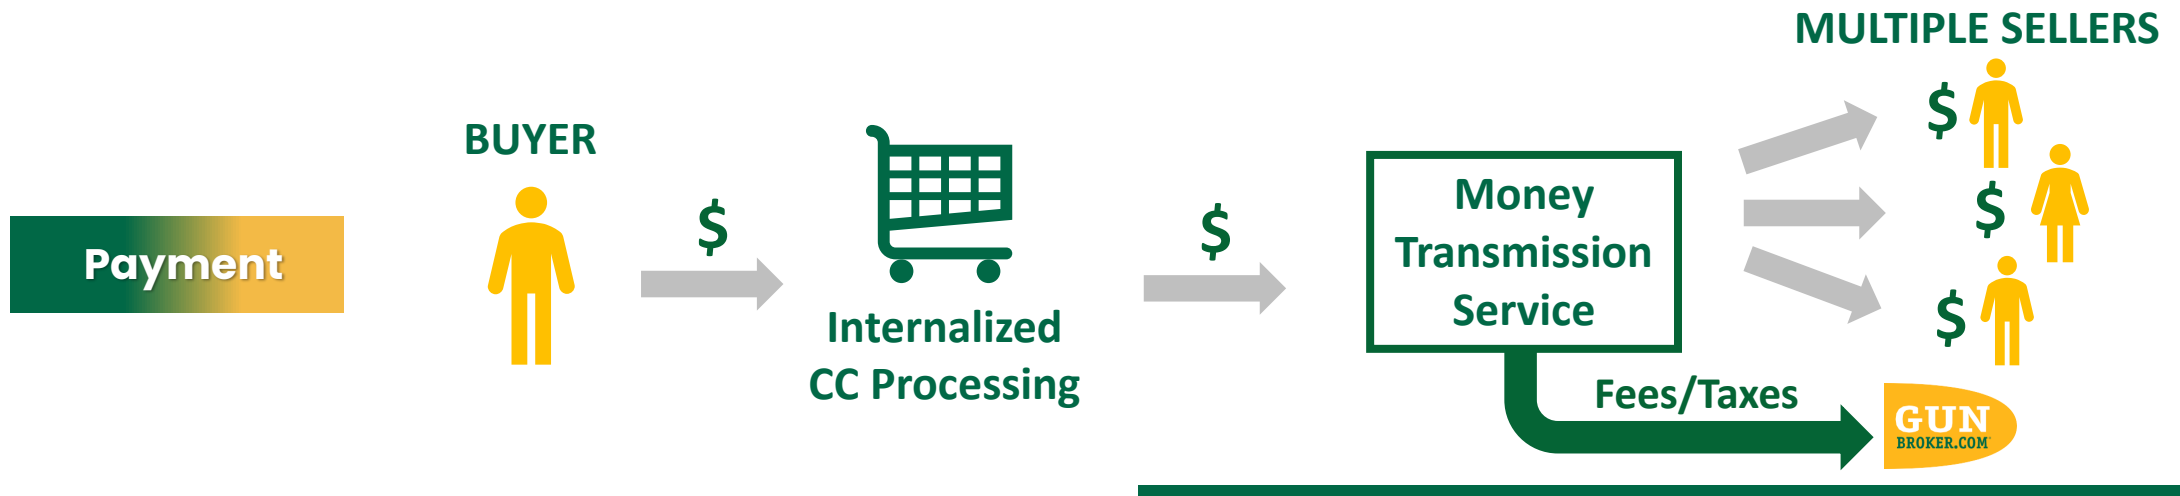 MULTIPLE SELLERS
BUYER
$
$
$
$
$
Payment
Money
Transmission
Service
Internalized
CC Processing
Fees/Taxes
GUN
BROKER.COM